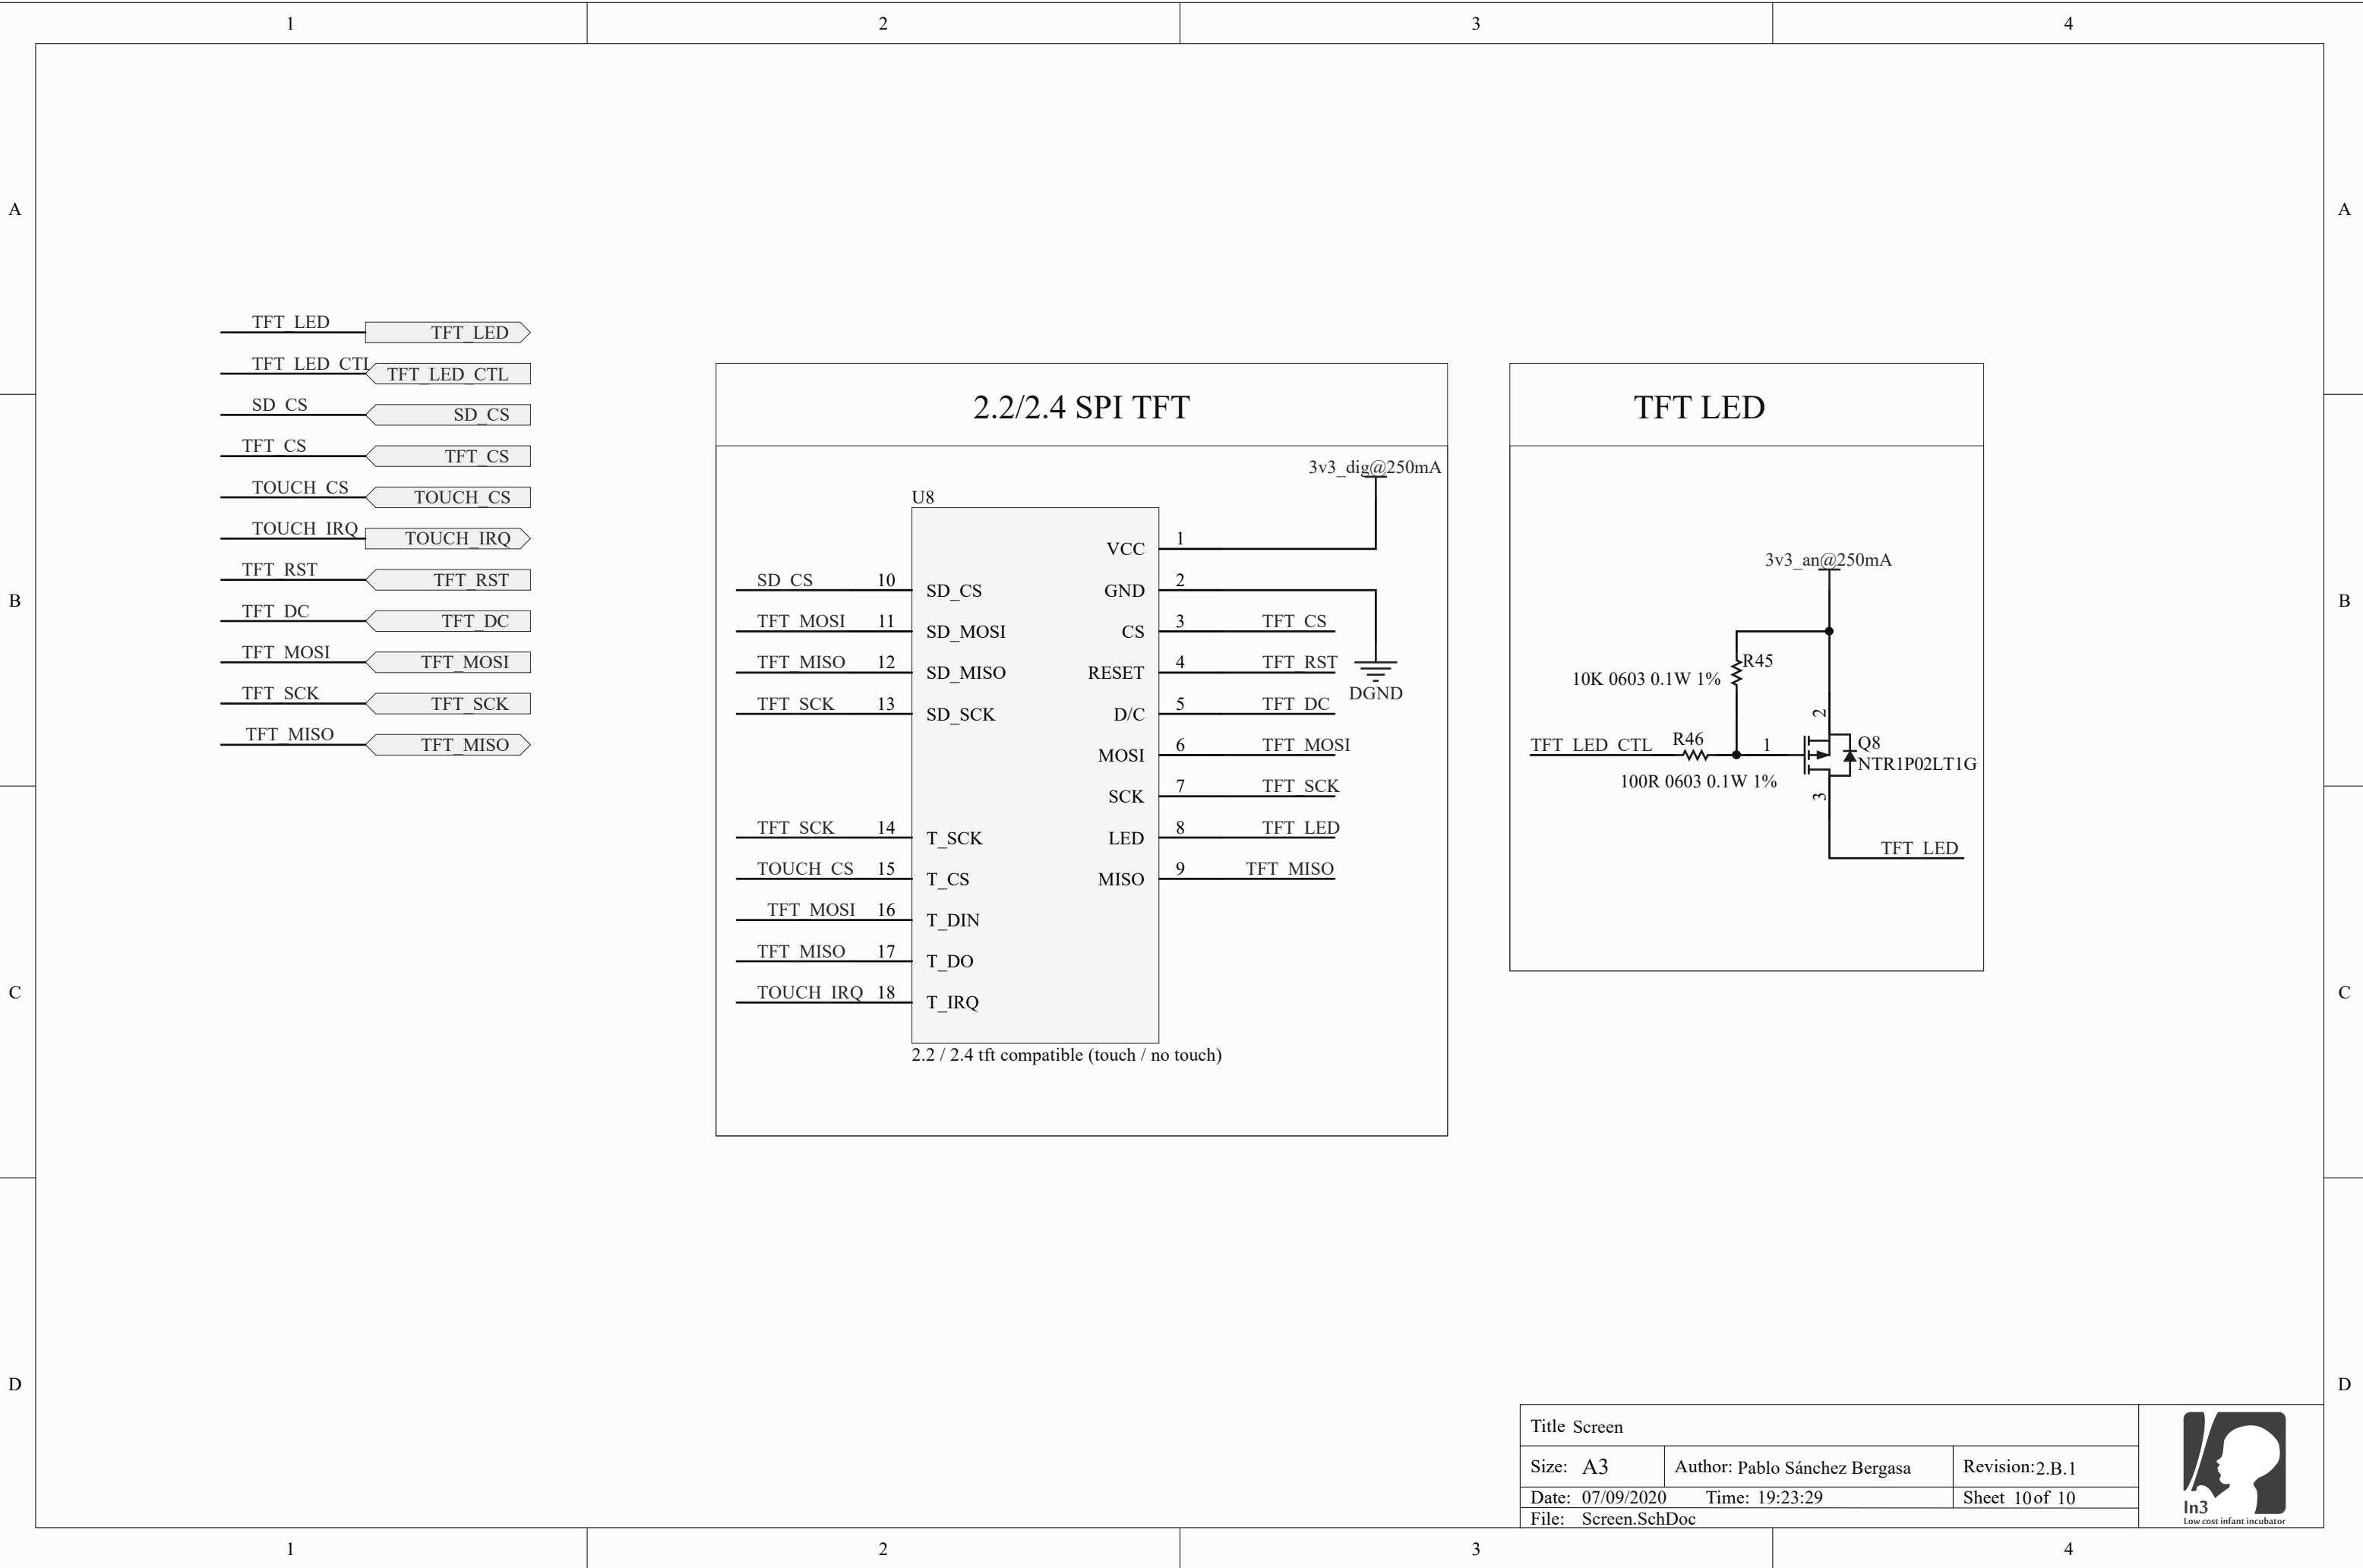 1 2 3 4
A A
TFT_LED TFT_LED
TFT_LED_CTL TFT_LED_CTL
SD_CS SD_CS
TFT_CS TFT_CS
TOUCH_CS TOUCH_CS
TOUCH_IRQ TOUCH_IRQ
TFT_RST TFT_RST
TFT_DC TFT_DC
TFT_MOSI TFT_MOSI
TFT_SCK TFT_SCK
TFT_MISO TFT_MISO
B
2.2/2.4 SPI TFT
3v3_dig@250mA
U8
VCC 1
SD_CS 10 SD_CS GND 2
TFT_MOSI 11 SD_MOSI CS 3 TFT_CS
TFT_MISO 12 SD_MISO RESET 4 TFT_RST
DGND
TFT_SCK 13 SD_SCK D/C 5 TFT_DC
MOSI 6 TFT_MOSI
SCK 7 TFT_SCK
TFT_SCK 14 T_SCK LED 8 TFT_LED
TOUCH_CS 15 T_CS MISO 9 TFT_MISO
TFT_MOSI 16 T_DIN
TFT_MISO 17 T_DO
TOUCH_IRQ 18 T_IRQ
2.2 / 2.4 tft compatible (touch / no touch)
TFT LED
3v3_an@250mA
R45
10K 0603 0.1W 1%
2
TFT_LED_CTL R46 1 Q8
NTR1P02LT1G
100R 0603 0.1W 1%
3
TFT_LED
B
C C
D D
Title Screen
Size: A3 Author: Pablo Sánchez Bergasa Revision:2.B.1
Date: 07/09/2020 Time: 19:23:29 Sheet 10 of 10
File: Screen.SchDoc
In3
Low cost infant incubator
1 2 3 4